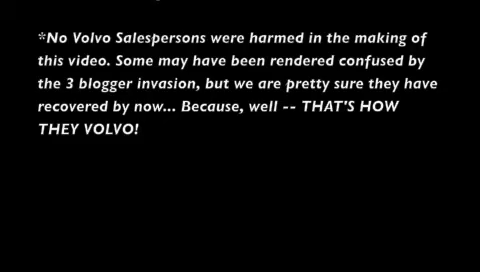 *No Volvo Salespersons were harmed in the making of
this video. Some may have been rendered confused by
the 3 blogger invasion, but we are pretty sure they have
recovered by now... Because, well -- THAT'S HOW
THEY VOLVO!